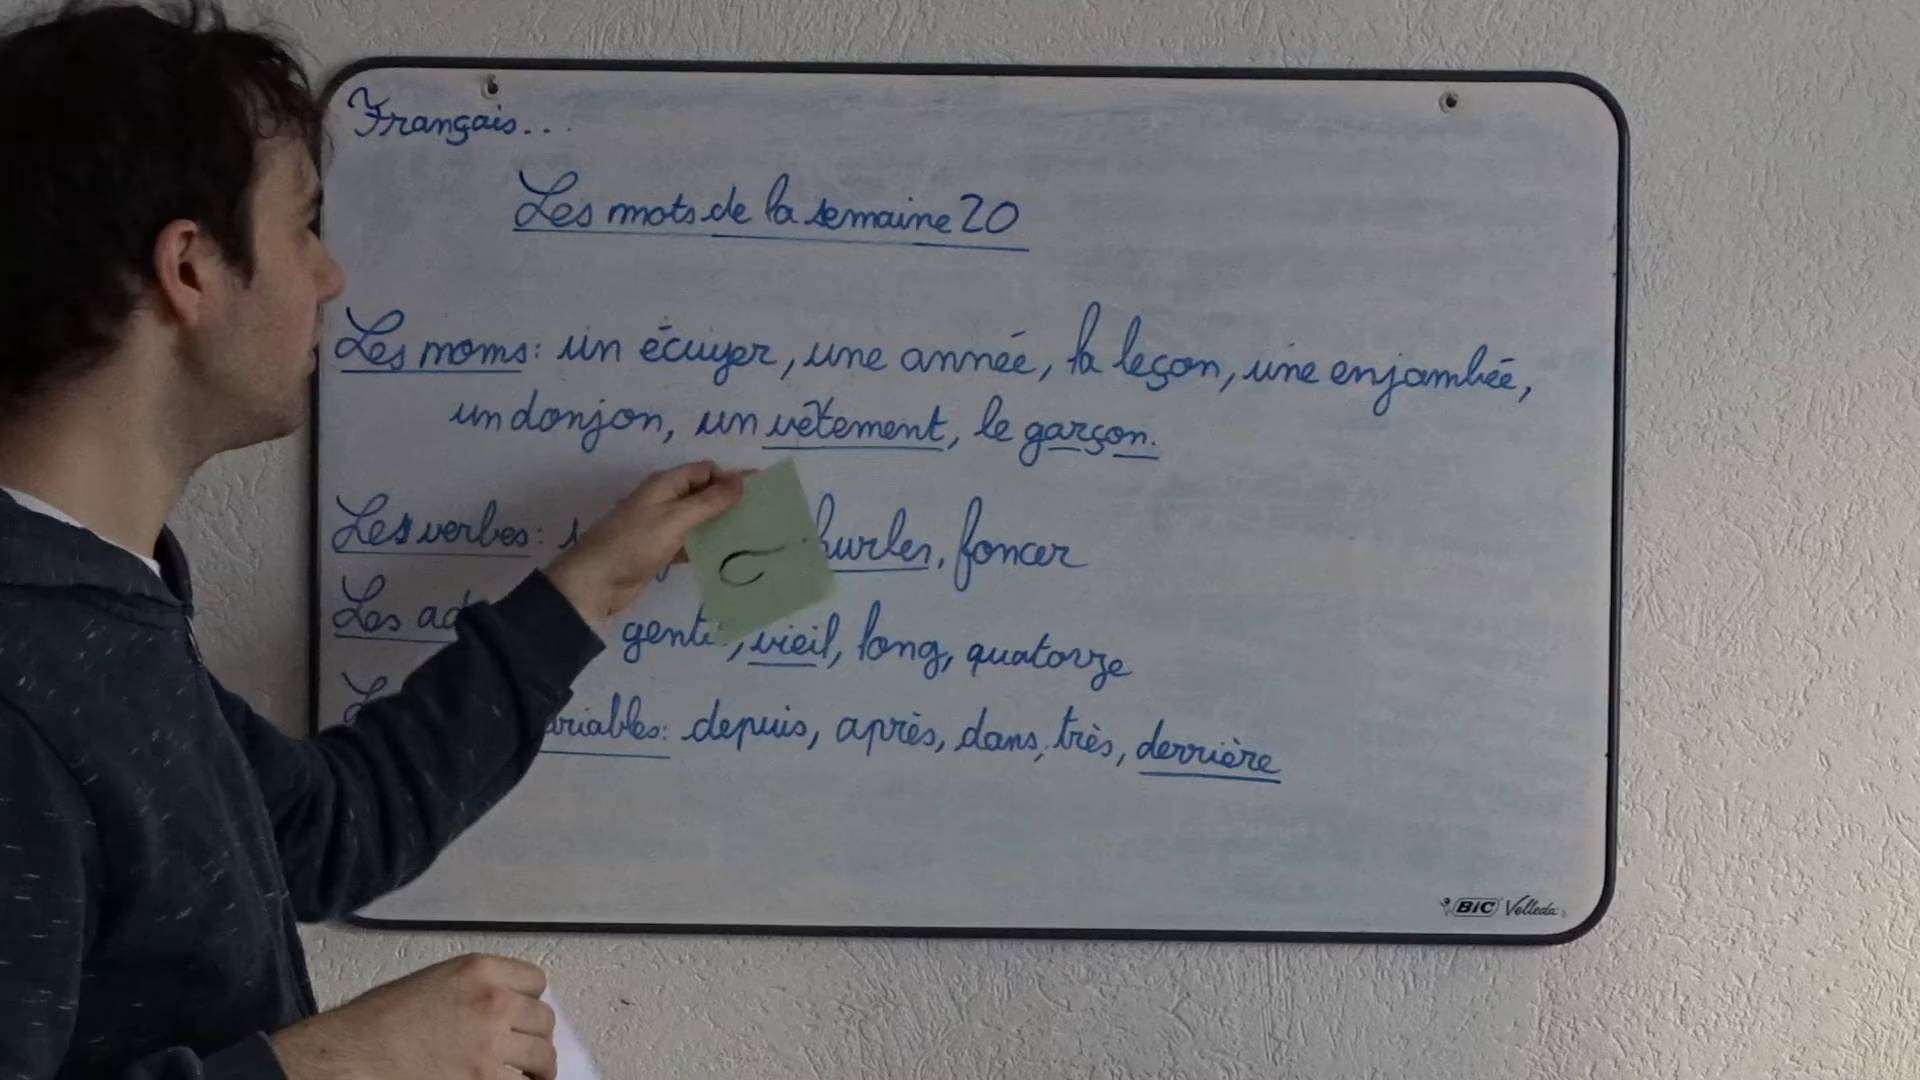 Français...
Les mots de la semaine 20
Les noms: un écuyer, une année, la leçon, une enjambée,
un donjon, un vêtement, le garçon.
Les verbes: hurler, foncer
Les vieil, long, quatorze
depuis, après, dans, très, derrière
BIC Velleda